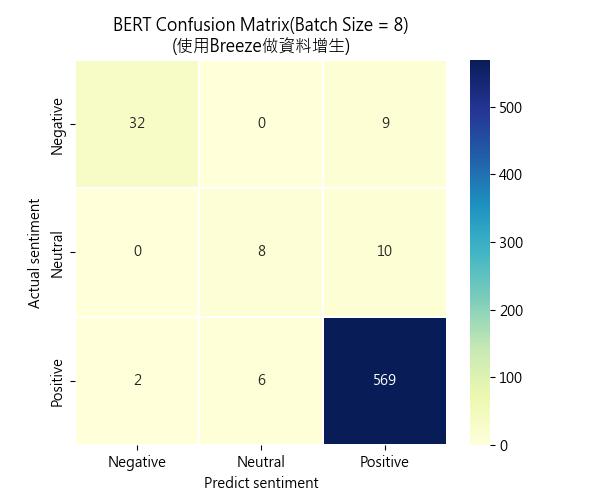 BERT Confusion Matrix(Batch Size = 8)
(使用Breeze做資料增生)
Actual sentiment
Negative
32 0 9
Neutral
0 8 10
Positive
2 6 569
Negative Neutral Positive
Predict sentiment
500
400
300
200
100
0